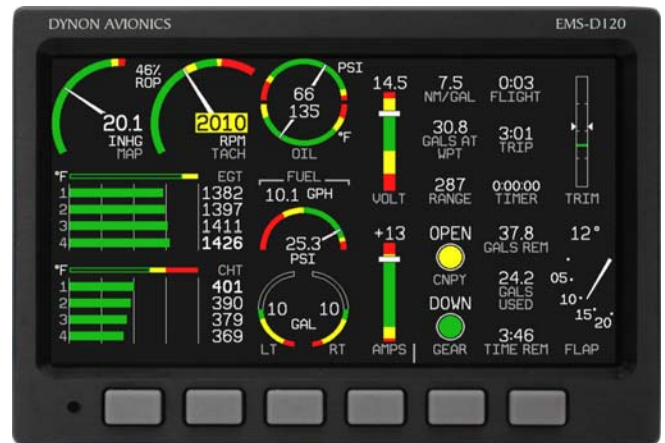 DYNON AVIONICS
EMS-D120
46%
ROP
20.1
INHG
MAP
2010
RPM
TACH
PSI
66
135
°F
OIL
14.5
VOLT
7.5
NM/GAL
0:03
FLIGHT
30.8
GALS AT
WPT
3:01
TRIP
287
RANGE
0:00:00
TIMER
TRIM
°F
EGT
1 1382
2 1397
3 1411
4 1426
FUEL
10.1 GPH
25.3
PSI
°F
CHT
1 401
2 390
3 379
4 369
10 10
GAL
LT RT
+13
AMPS
OPEN
CNPY
DOWN
GEAR
37.8
GALS REM
24.2
GALS
USED
3:46
TIME REM
12°
05
10
15
20
FLAP